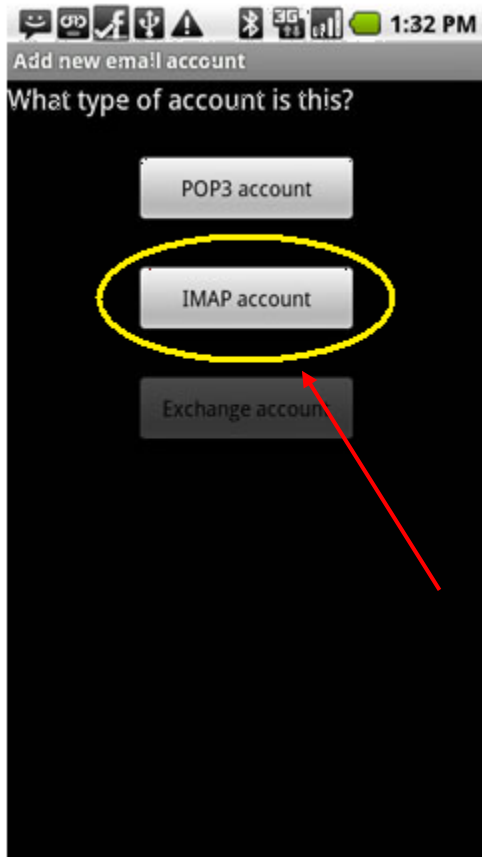 3G
1:32 PM
Add new email account
What type of account is this?
POP3 account
IMAP account
Exchange account